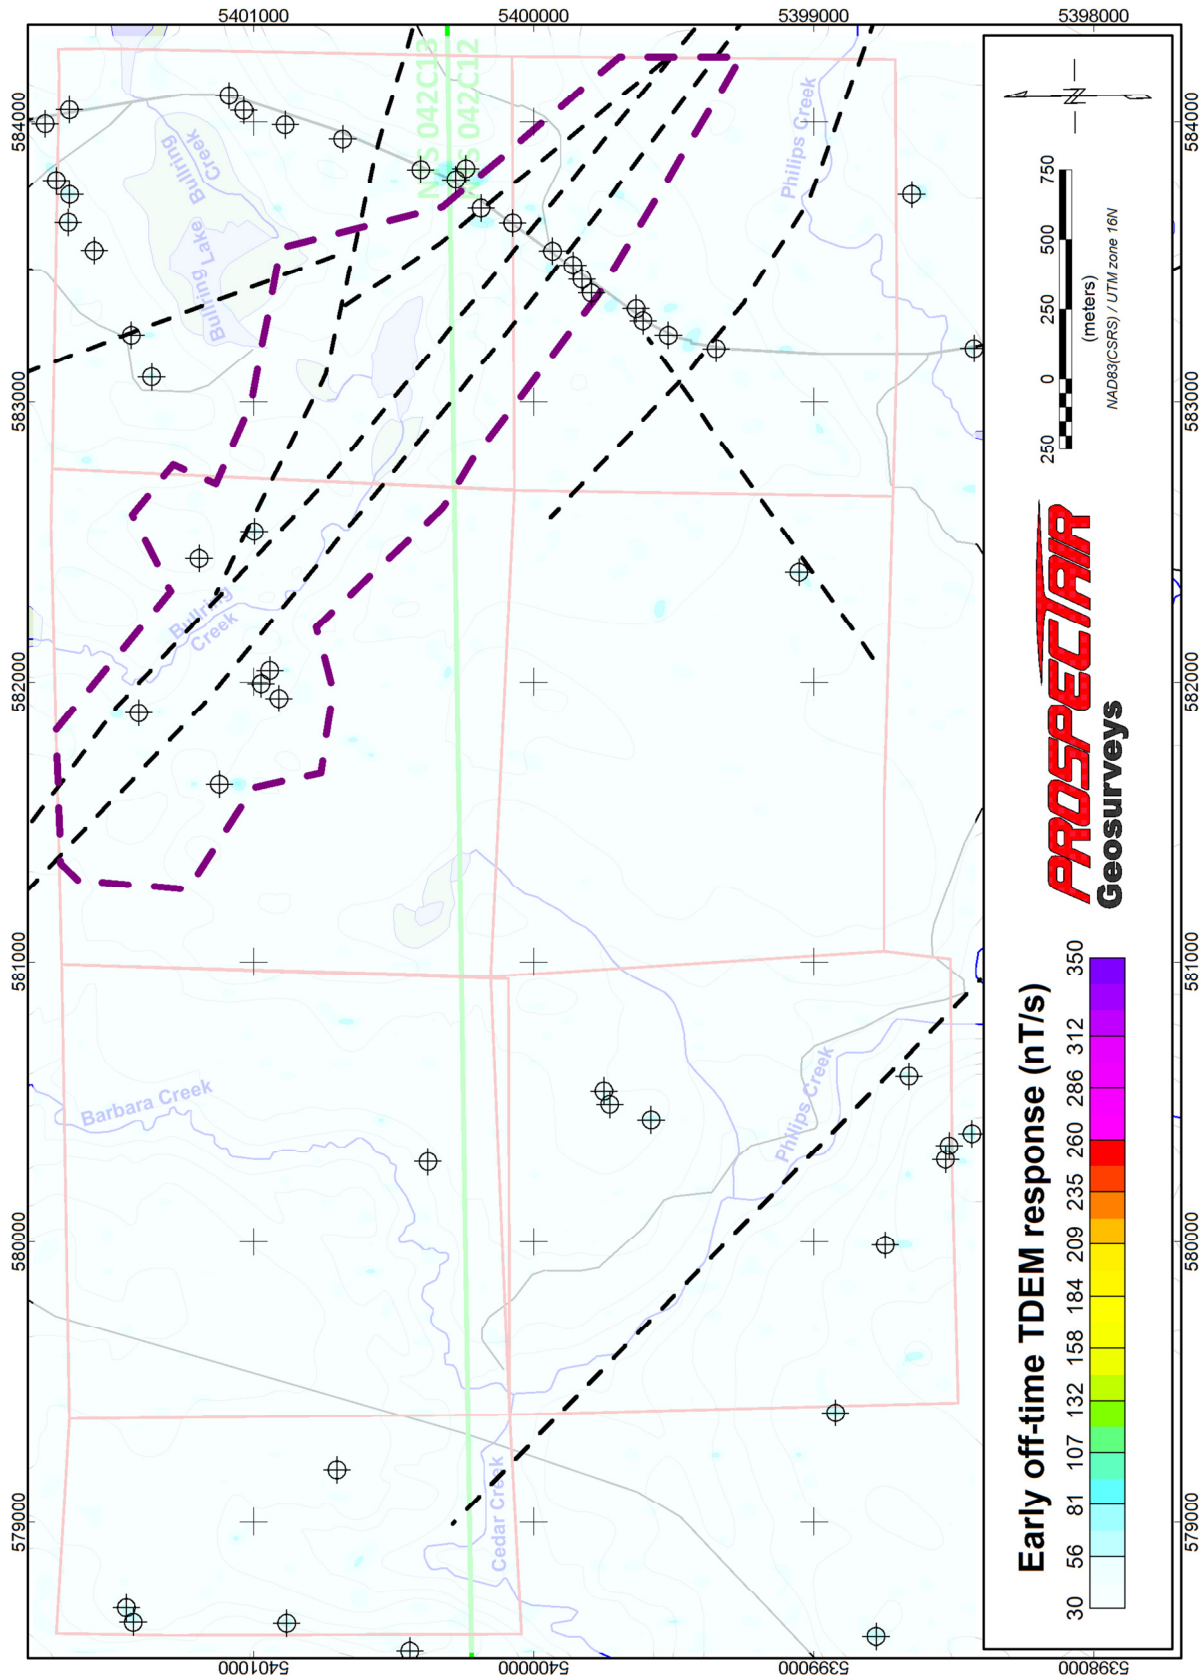 5401000 5400000 5399000 5398000
584000
583000
582000
581000
580000
579000
584000
583000
582000
581000
580000
579000
5401000 5400000 5399000 5398000
NTS 042C13
NTS 042C12
Bullring Lake
Bullring
Creek
Philips Creek
Bullring
Creek
Barbara Creek
Philips Creek
Cedar Creek
Early off-time TDEM response (nT/s)
30 56 81 107 132 158 184 209 235 260 286 312 350
PROSPECTAIR
Geosurveys
250 0 250 500 750
(meters)
NAD83(CSRS) / UTM zone 16N
N